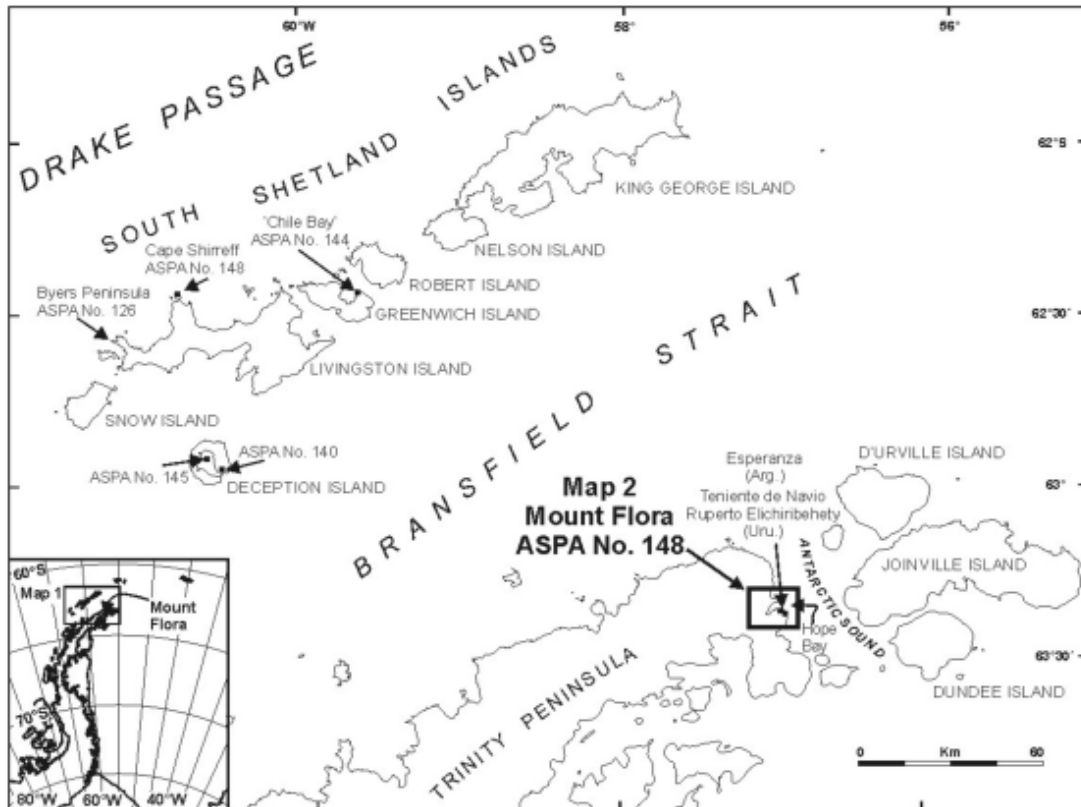 60°W
58°
56°
DRAKE PASSAGE
SOUTH SHETLAND ISLANDS
62°S
KING GEORGE ISLAND
NELSON ISLAND
'Chile Bay'
ASPA No. 144
Cape Shirreff
ASPA No. 148
ROBERT ISLAND
Byers Peninsula
ASPA No. 126
GREENWICH ISLAND
62°30
LIVINGSTON ISLAND
SNOW ISLAND
BRANSFIELD STRAIT
ASPA No. 140
ASPA No. 145
DECEPTION ISLAND
D'URVILLE ISLAND
Esperanza
(Arg.)
Teniente de Navio
Ruperto Elichiribehety
(Uru.)
63°
Map 2
Mount Flora
ASPA No. 148
ANTARCTIC SOUND
JOINVILLE ISLAND
Hope
Bay
63°30
DUNDEE ISLAND
TRINITY PENINSULA
0 Km 60
60°S
Map 1
Mount
Flora
70°S
80°W 60°W 40°W